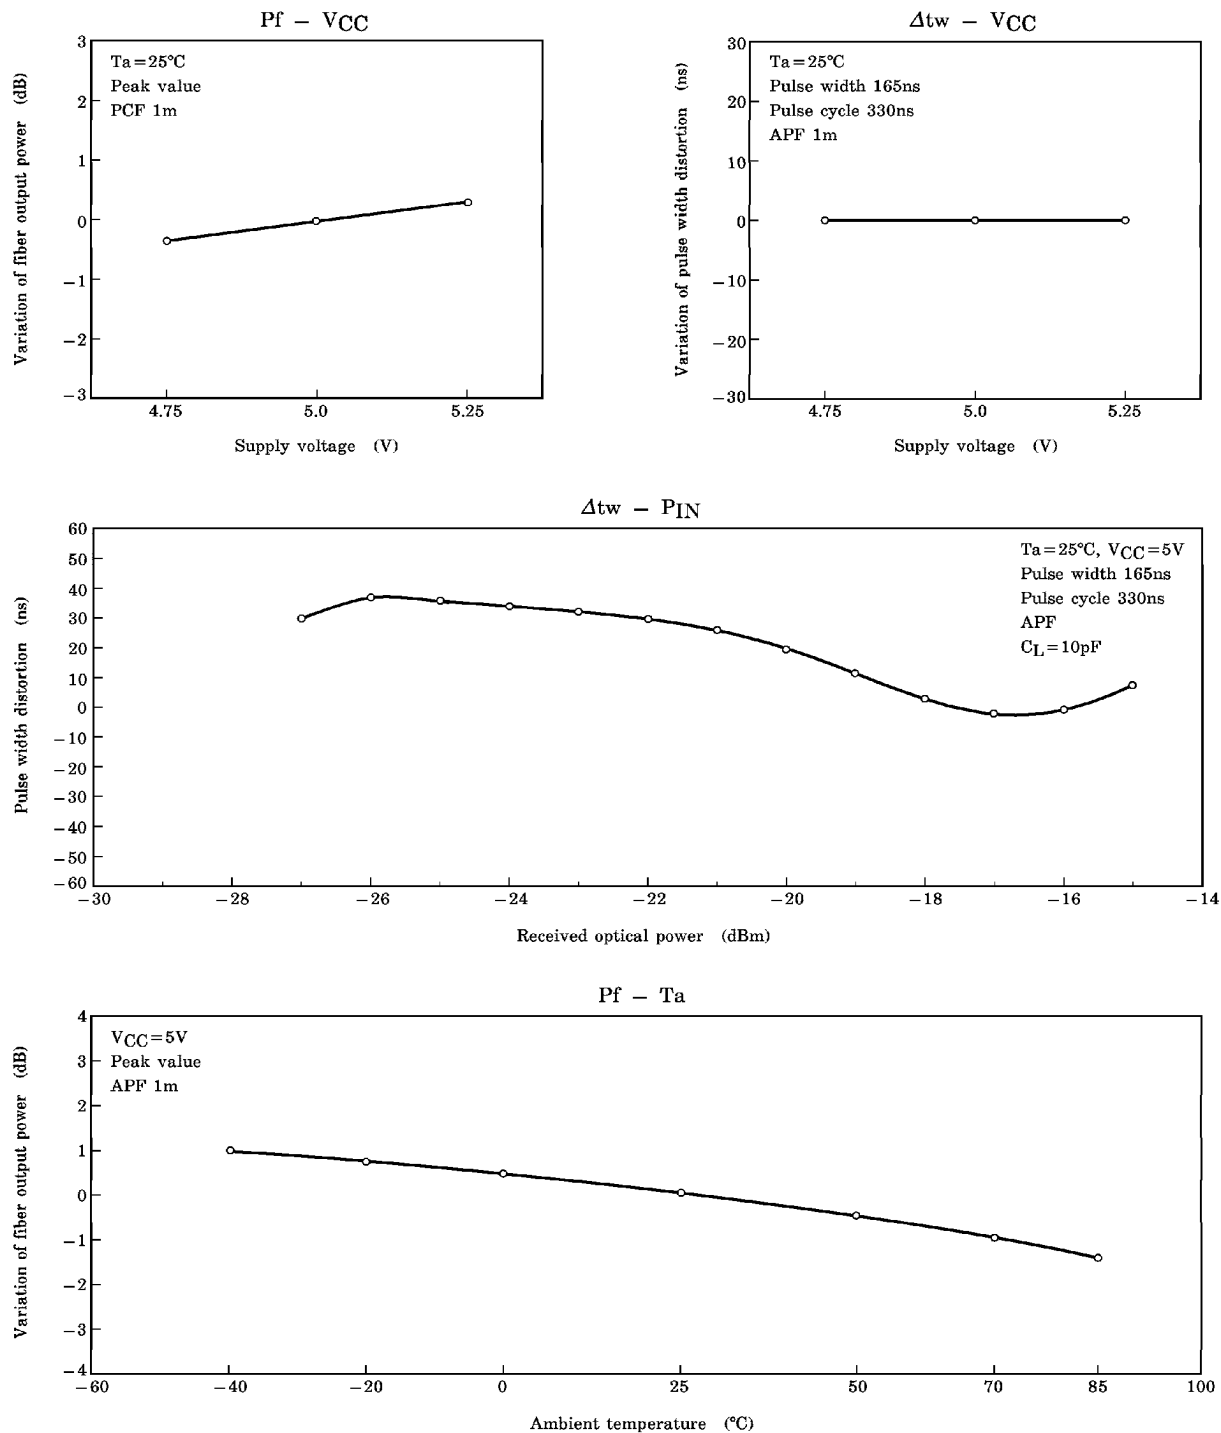 Pf – VCC
Variation of fiber output power (dB)
3
2
1
0
−1
−2
−3
Ta=25°C
Peak value
PCF 1m
4.75 5.0 5.25
Supply voltage (V)
Δtw – VCC
Variation of pulse width distortion (ns)
30
20
10
0
−10
−20
−30
Ta=25°C
Pulse width 165ns
Pulse cycle 330ns
APF 1m
4.75 5.0 5.25
Supply voltage (V)
Δtw – PIN
Pulse width distortion (ns)
60
50
40
30
20
10
0
−10
−20
−30
−40
−50
−60
Ta=25°C, VCC=5V
Pulse width 165ns
Pulse cycle 330ns
APF
CL=10pF
−30 −28 −26 −24 −22 −20 −18 −16 −14
Received optical power (dBm)
Pf – Ta
Variation of fiber output power (dB)
4
3
2
1
0
−1
−2
−3
−4
VCC=5V
Peak value
APF 1m
−60 −40 −20 0 25 50 70 85 100
Ambient temperature (°C)